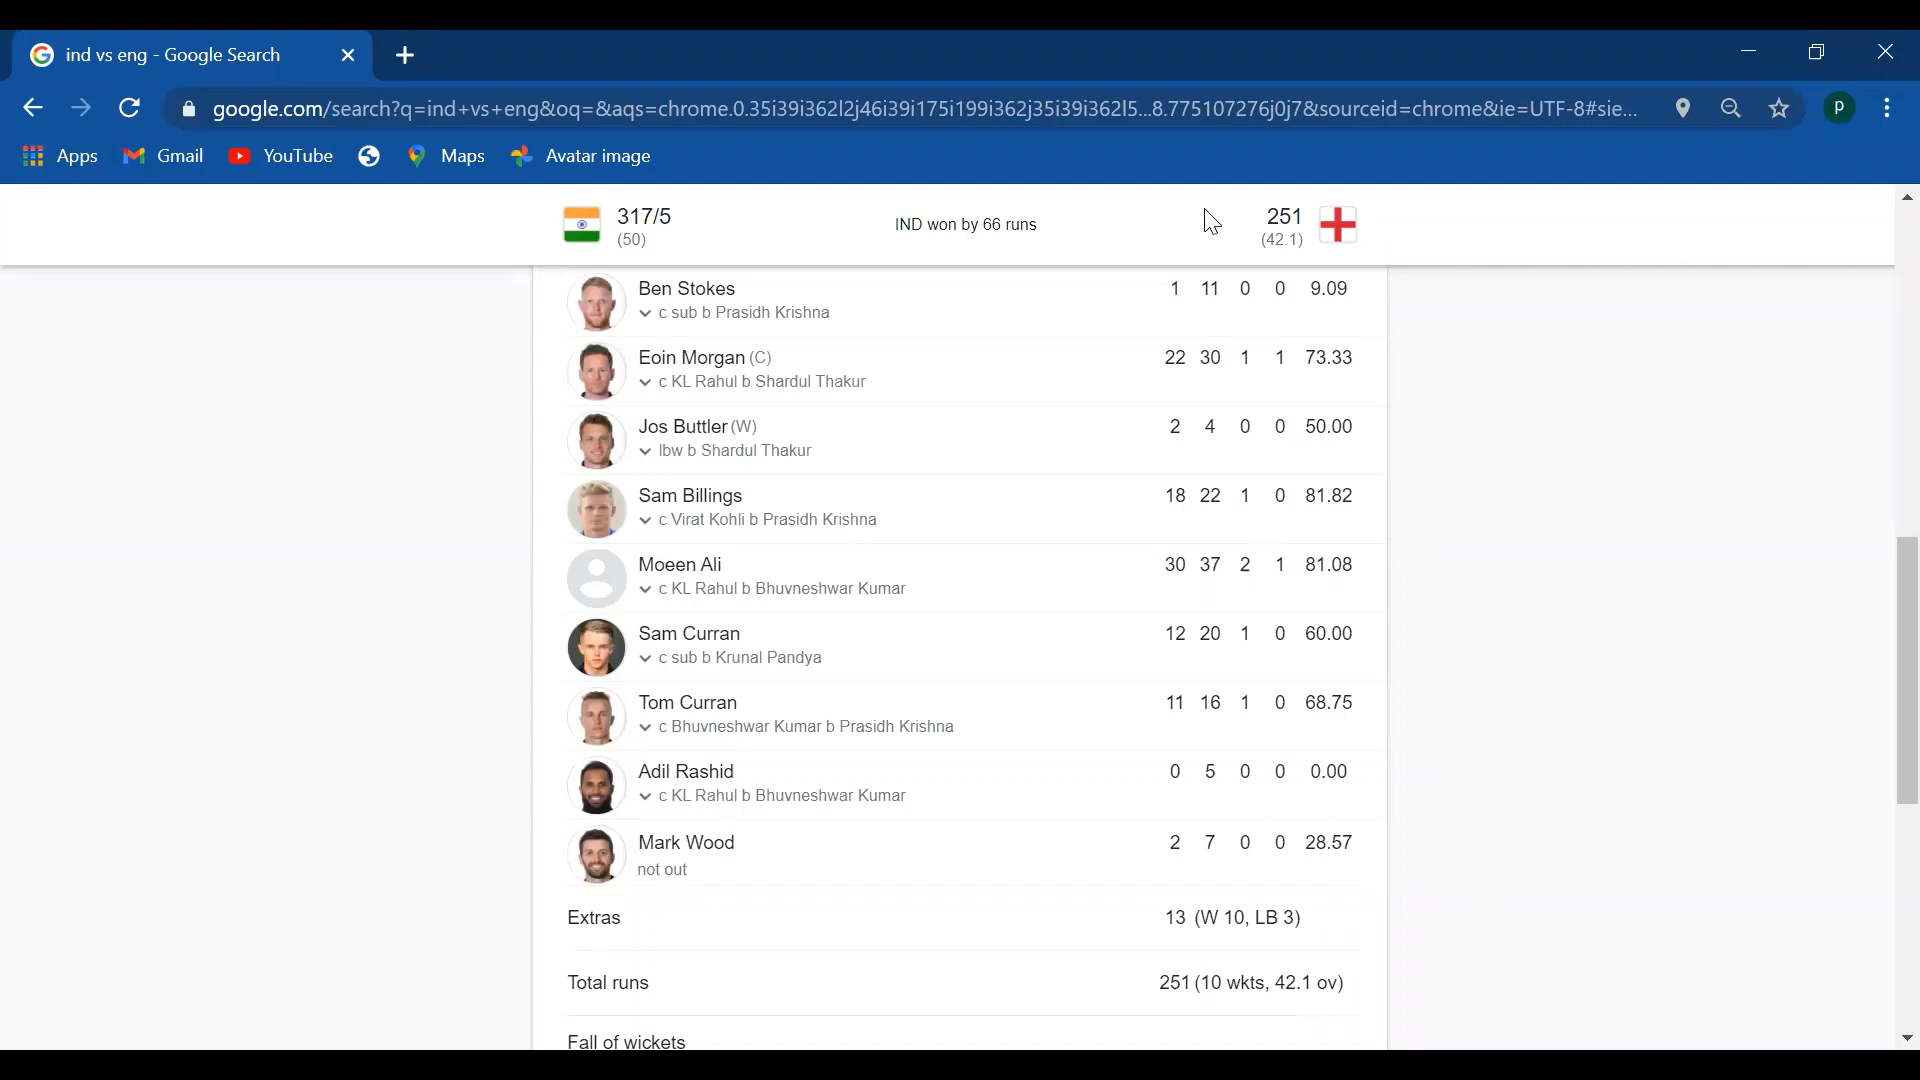 ind vs eng - Google Search
google.com/search?q=ind+vs+eng&oq=&aqs=chrome.0.35i39i362l2j46i39i175i199i362j35i39i362l5...8.775107276j0j7&sourceid=chrome&ie=UTF-8#sie...
p
Apps Gmail YouTube Maps Avatar image
317/5 IND won by 66 runs 251
(50) (42.1)
Ben Stokes 1 11 0 0 9.09
c sub b Prasidh Krishna
Eoin Morgan (C) 22 30 1 1 73.33
c KL Rahul b Shardul Thakur
Jos Buttler (W) 2 4 0 0 50.00
lbw b Shardul Thakur
Sam Billings 18 22 1 0 81.82
c Virat Kohli b Prasidh Krishna
Moeen Ali 30 37 2 1 81.08
c KL Rahul b Bhuvneshwar Kumar
Sam Curran 12 20 1 0 60.00
c sub b Krunal Pandya
Tom Curran 11 16 1 0 68.75
c Bhuvneshwar Kumar b Prasidh Krishna
Adil Rashid 0 5 0 0 0.00
c KL Rahul b Bhuvneshwar Kumar
Mark Wood 2 7 0 0 28.57
not out
Extras 13 (W 10, LB 3)
Total runs 251 (10 wkts, 42.1 ov)
Fall of wickets